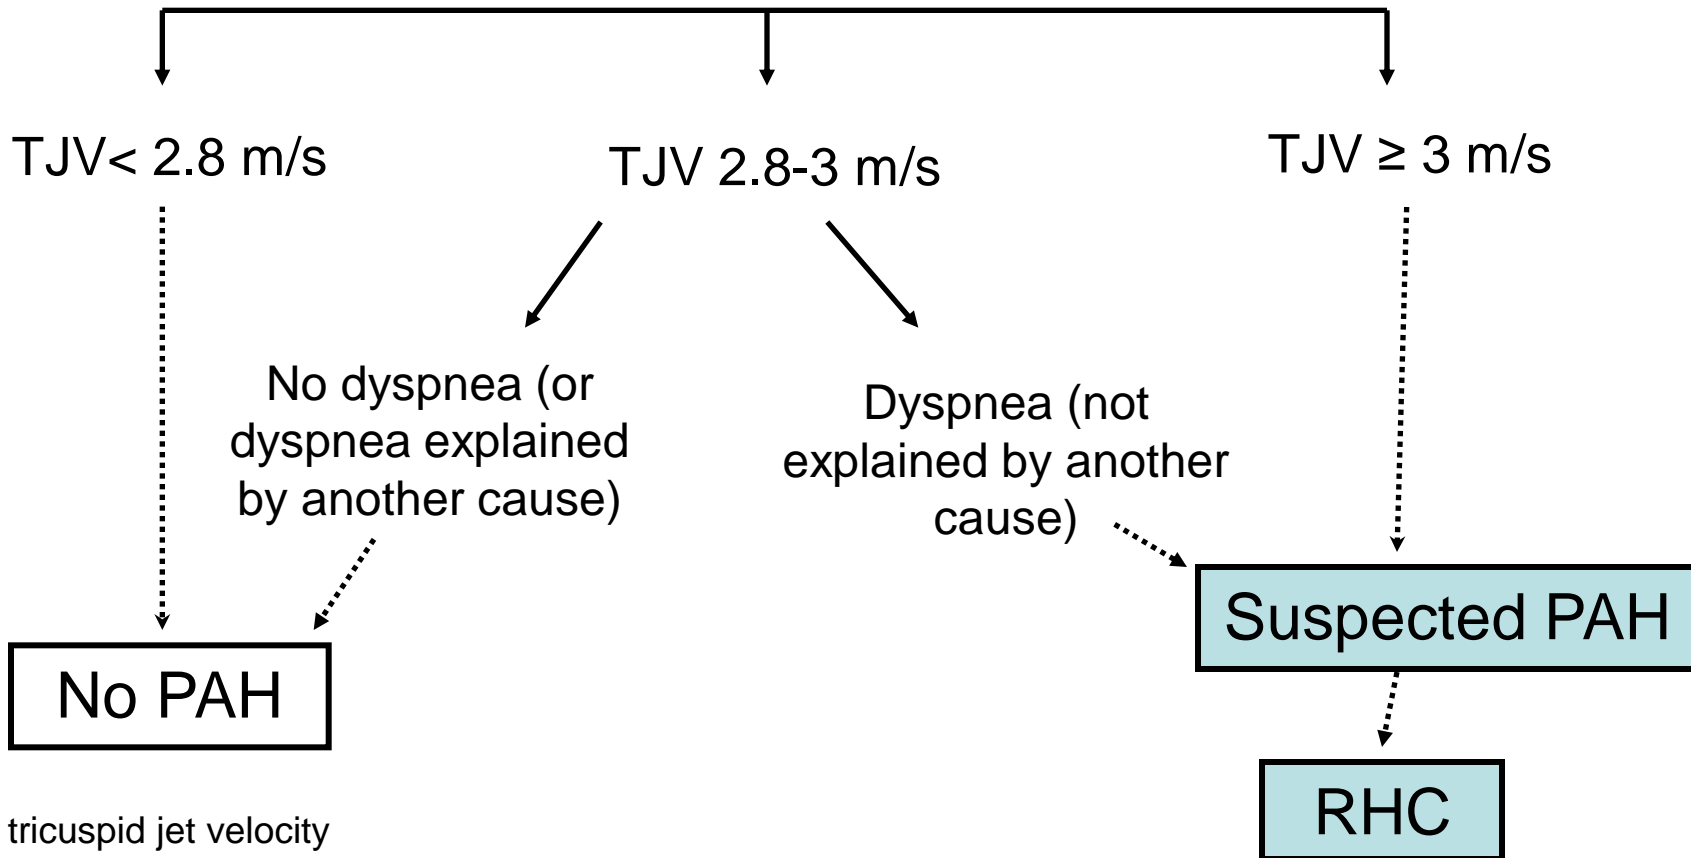 TJV< 2.8 m/s
TJV 2.8-3 m/s
TJV ≥ 3 m/s
No dyspnea (or
dyspnea explained
by another cause)
Dyspnea (not
explained by another
cause)
Suspected PAH
No PAH
RHC
tricuspid jet velocity